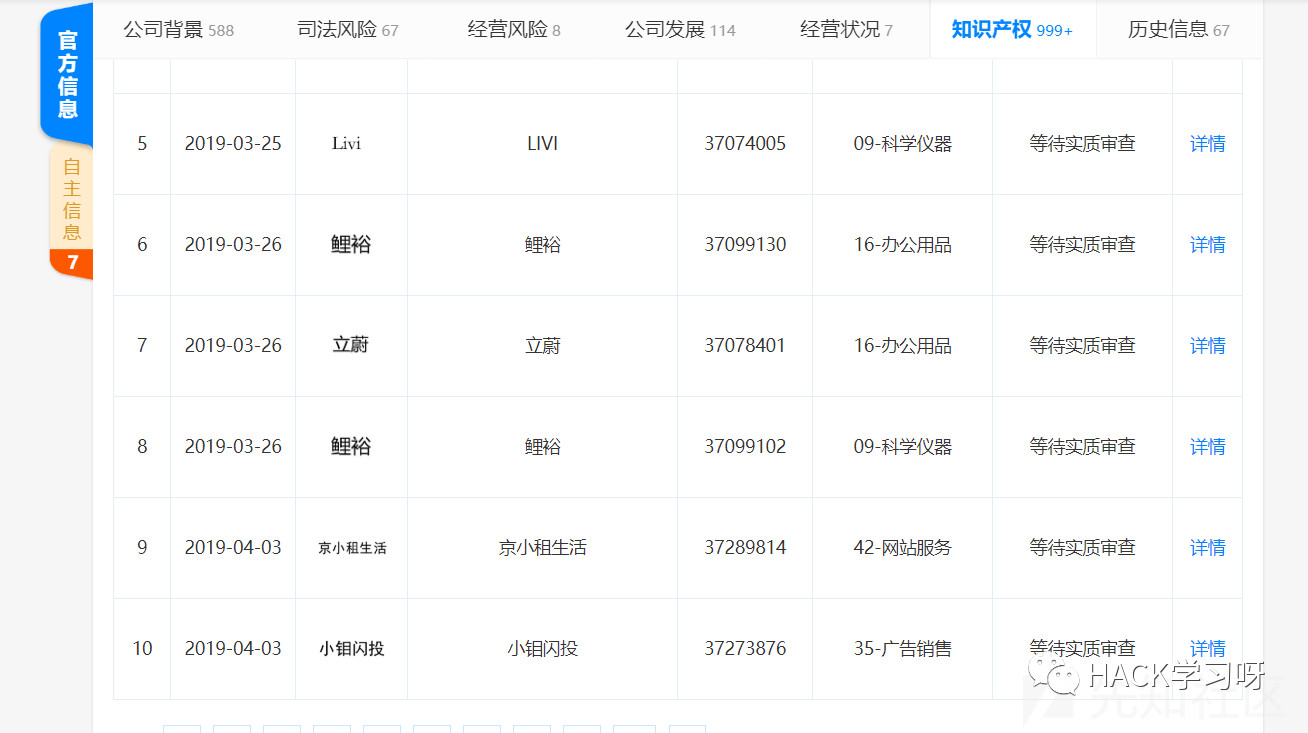 公司背景 588 司法风险 67 经营风险 8 公司发展 114 经营状况 7 知识产权 999+ 历史信息 67
官方信息
自主信息
7
5 2019-03-25 Livi LIVI 37074005 09-科学仪器 等待实质审查 详情
6 2019-03-26 鲤裕 鲤裕 37099130 16-办公用品 等待实质审查 详情
7 2019-03-26 立蔚 立蔚 37078401 16-办公用品 等待实质审查 详情
8 2019-03-26 鲤裕 鲤裕 37099102 09-科学仪器 等待实质审查 详情
9 2019-04-03 京小租生活 京小租生活 37289814 42-网站服务 等待实质审查 详情
10 2019-04-03 小钼闪投 小钼闪投 37273876 35-广告销售 等待实质审查 详情
HACK学习呀
先知社区